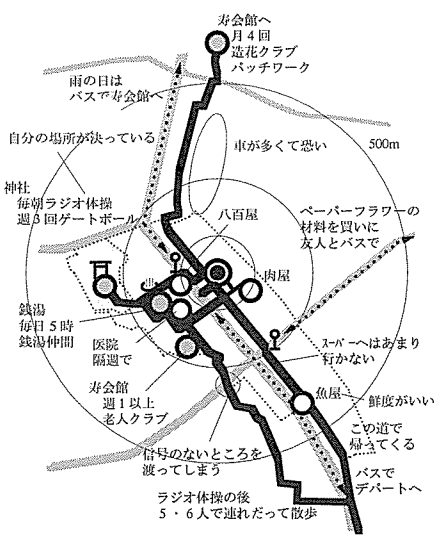 寿会館へ
月4回
造花クラブ
パッチワーク
雨の日は
バスで寿会館へ
自分の場所が決っている
車が多くて恐い
500m
神社
毎朝ラジオ体操
週3回ゲートボール
八百屋
ペーパーフラワーの
材料を買いに
友人とバスで
肉屋
銭湯
毎日5時
銭湯仲間
医院
隔週で
スーパーへはあまり
行かない
寿会館
週1以上
老人クラブ
魚屋
鮮度がいい
信号のないところを
渡ってしまう
この道で
帰ってくる
バスで
デパートへ
ラジオ体操の後
5・6人で連れだって散歩